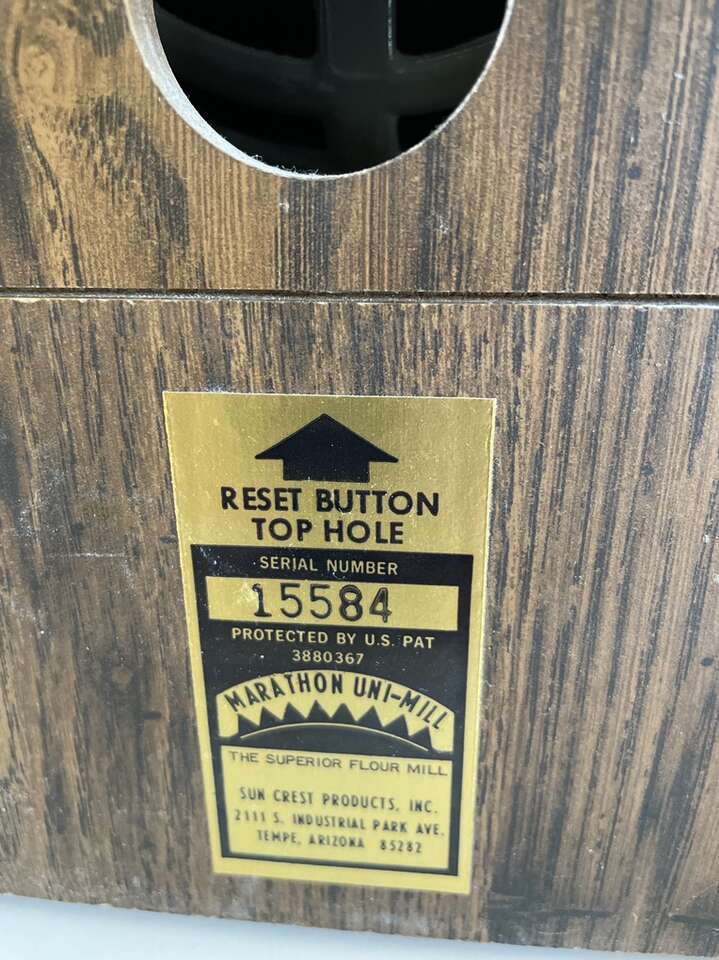 RESET BUTTON
TOP HOLE
SERIAL NUMBER
15584
PROTECTED BY U.S. PAT
3880367
MARATHON UNI-MILL
THE SUPERIOR FLOUR MILL
SUN CREST PRODUCTS, INC.
2111 S. INDUSTRIAL PARK AVE.
TEMPE, ARIZONA 85282